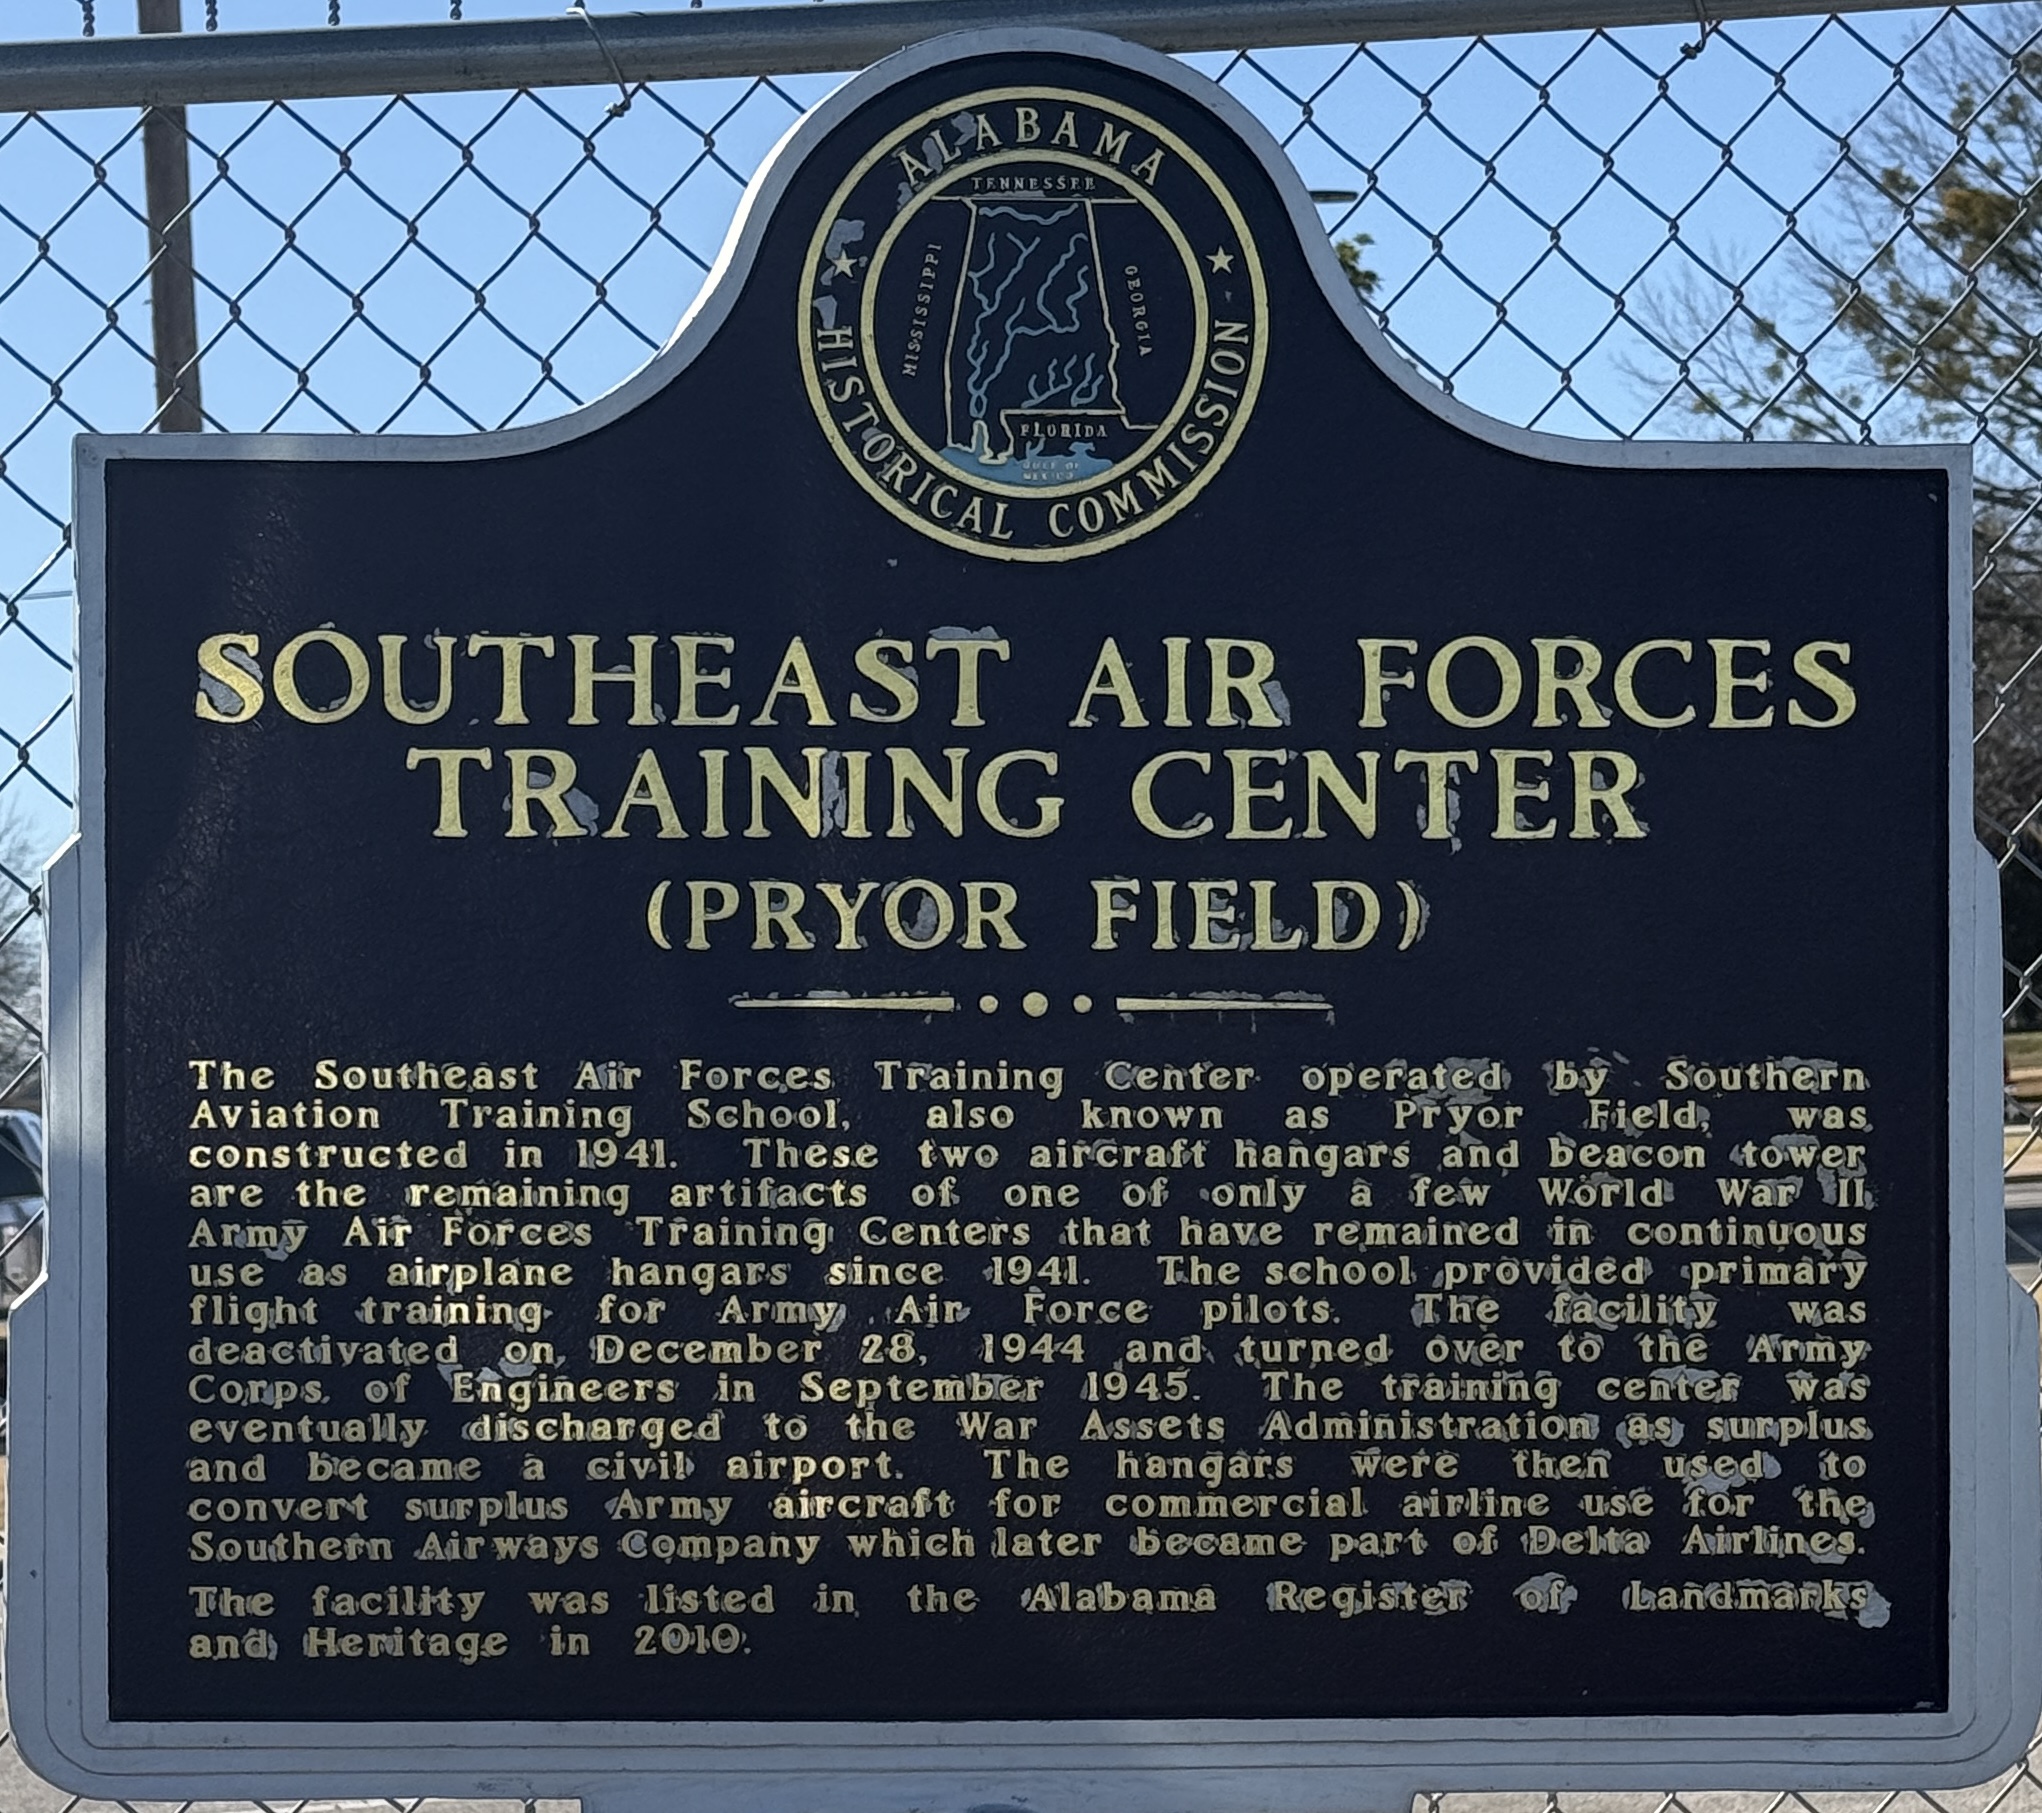 ALABAMA
HISTORICAL COMMISSION
TENNESSEE
MISSISSIPPI
GEORGIA
FLORIDA
GULF OF
MEXICO
SOUTHEAST AIR FORCES
TRAINING CENTER
(PRYOR FIELD)
The Southeast Air Forces Training Center operated by Southern
Aviation Training School, also known as Pryor Field, was
constructed in 1941. These two aircraft hangars and beacon tower
are the remaining artifacts of one of only a few World War II
Army Air Forces Training Centers that have remained in continuous
use as airplane hangars since 1941. The school provided primary
flight training for Army Air Force pilots. The facility was
deactivated on December 28, 1944 and turned over to the Army
Corps of Engineers in September 1945. The training center was
eventually discharged to the War Assets Administration as surplus
and became a civil airport. The hangars were then used to
convert surplus Army aircraft for commercial airline use for the
Southern Airways Company which later became part of Delta Airlines.
The facility was listed in the Alabama Register of Landmarks
and Heritage in 2010.